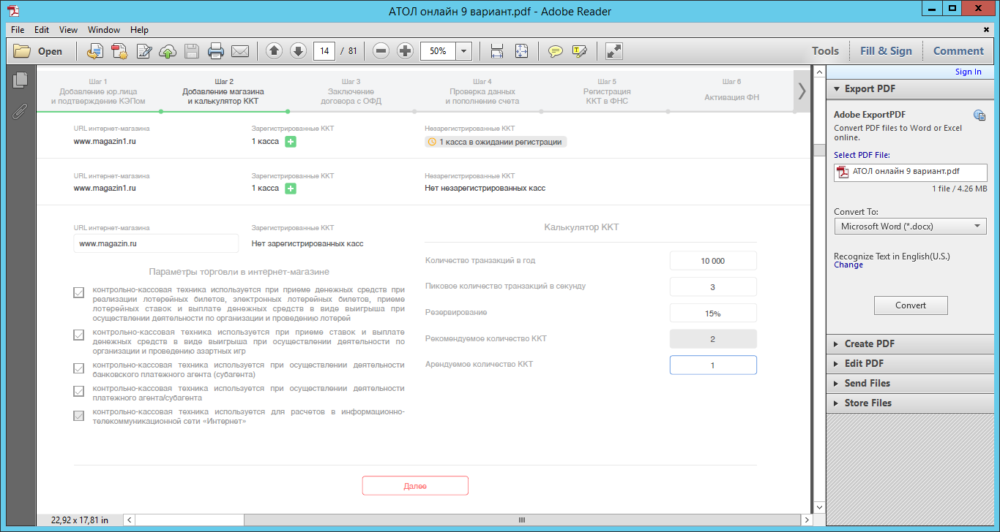 АТОЛ онлайн 9 вариант.pdf - Adobe Reader
File Edit View Window Help
Open 14 / 81 50% Tools Fill & Sign Comment
Sign In
Шаг 1
Добавление юр.лица
и подтверждение КЭПом
Шаг 2
Добавление магазина
и калькулятор ККТ
Шаг 3
Заключение
договора с ОФД
Шаг 4
Проверка данных
и пополнение счета
Шаг 5
Регистрация
ККТ в ФНС
Шаг 6
Активация ФН
URL интернет-магазина Зарегистрированные ККТ Незарегистрированные ККТ
www.magazin1.ru 1 касса 1 касса в ожидании регистрации
URL интернет-магазина Зарегистрированные ККТ Незарегистрированные ККТ
www.magazin1.ru 1 касса Нет незарегистрированных касс
URL интернет-магазина Зарегистрированные ККТ
www.magazin.ru Нет зарегистрированных касс
Параметры торговли в интернет-магазине
контрольно-кассовая техника используется при приеме денежных средств при
реализации лотерейных билетов, электронных лотерейных билетов, приеме
лотерейных ставок и выплате денежных средств в виде выигрыша при
осуществлении деятельности по организации и проведению лотерей
контрольно-кассовая техника используется при приеме ставок и выплате
денежных средств в виде выигрыша при осуществлении деятельности по
организации и проведению азартных игр
контрольно-кассовая техника используется при осуществлении деятельности
банковского платежного агента (субагента)
контрольно-кассовая техника используется при осуществлении деятельности
платежного агента/субагента
контрольно-кассовая техника используется для расчетов в информационно-
телекоммуникационной сети «Интернет»
Калькулятор ККТ
Количество транзакций в год 10 000
Пиковое количество транзакций в секунду 3
Резервирование 15%
Рекомендуемое количество ККТ 2
Арендуемое количество ККТ 1
Далее
22,92 x 17,81 in
Export PDF
Adobe ExportPDF
Convert PDF files to Word or Excel
online.
Select PDF File:
АТОЛ онлайн 9 вариант.pdf
1 file / 4.26 MB
Convert To:
Microsoft Word (*.docx)
Recognize Text in English(U.S.)
Change
Convert
Create PDF
Edit PDF
Send Files
Store Files